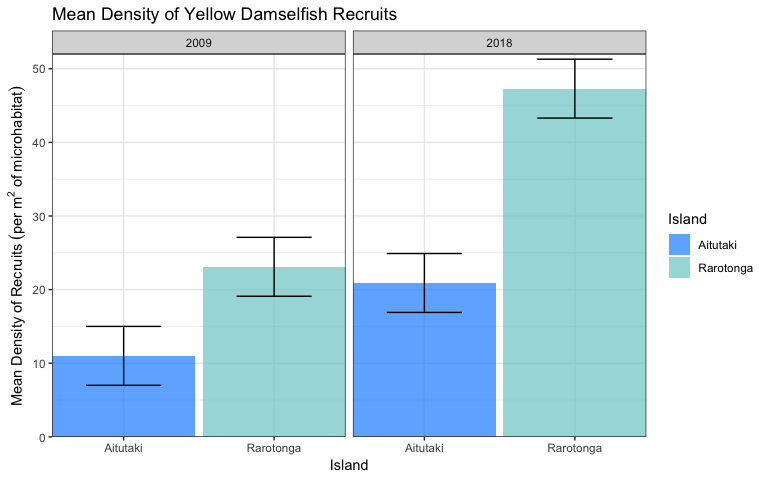 Mean Density of Yellow Damselfish Recruits
2009
2018
Mean Density of Recruits (per m² of microhabitat)
50
40
30
20
10
0
Aitutaki
Rarotonga
Aitutaki
Rarotonga
Island
Island
Aitutaki
Rarotonga